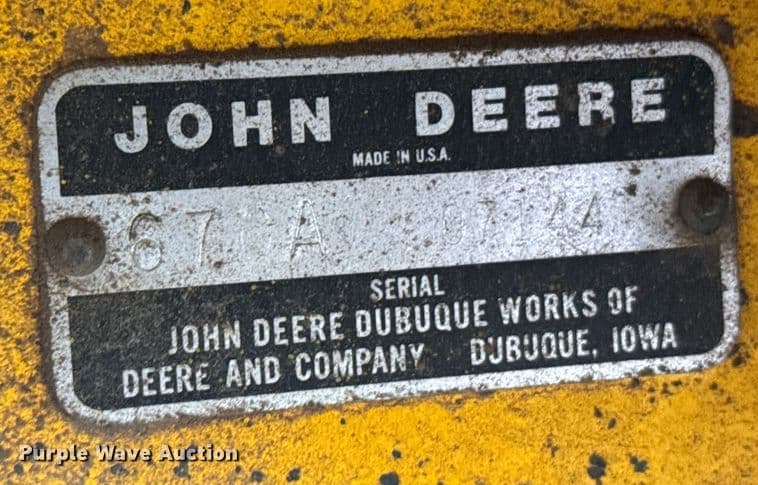 JOHN DEERE
MADE IN U.S.A.
SERIAL
JOHN DEERE DUBUQUE WORKS OF
DEERE AND COMPANY DUBUQUE, IOWA
Purple Wave Auction